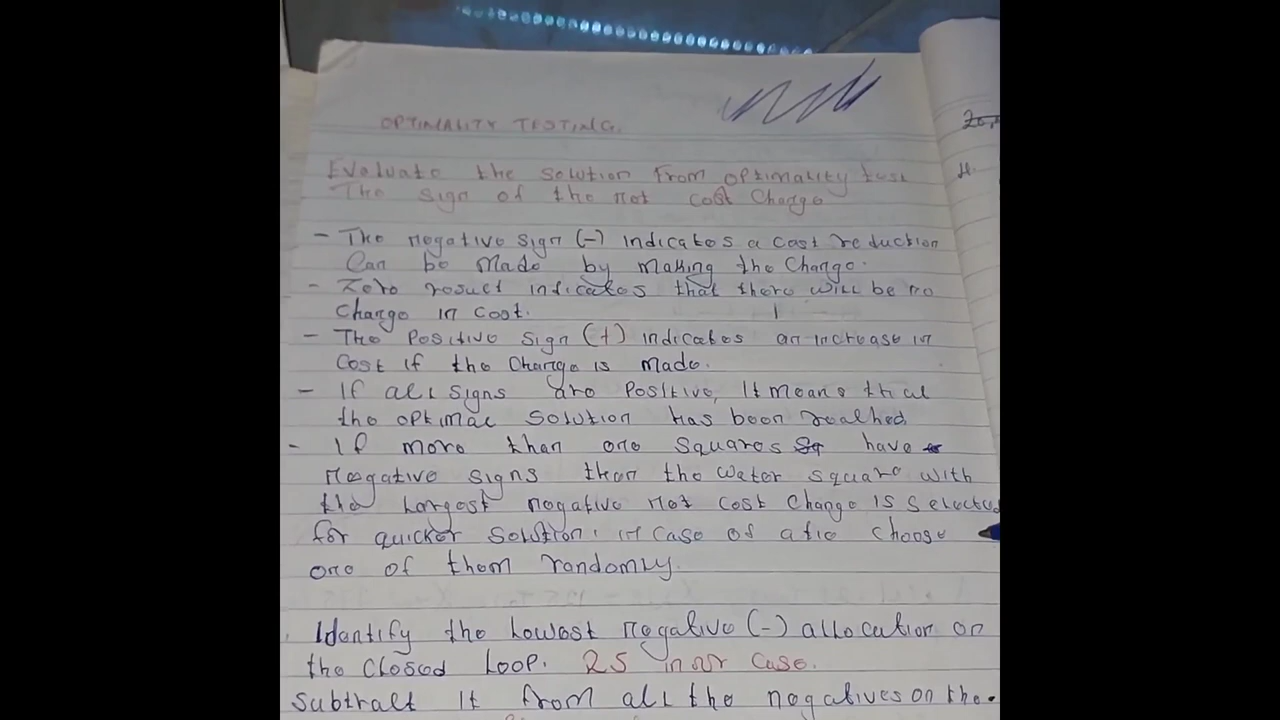 OPTIMALITY TESTING.
Evaluate the solution from optimality test
The sign of the net cost Change
- The negative sign (-) indicates a cost reduction
Can be made by making the Change.
- Zero result indicates that there will be no
Change in cost.
- The Positive sign (+) indicates an increase in
Cost if the Change is made.
- If all signs are Positive, It means that
the optimal solution has been reached
- If more than one squares have
negative signs then the water square with
the Largest negative net cost change is selected
for quicker solution, in case of a tie choose
one of them randomly.
Identify the Lowest negative (-) allocation on
the closed Loop. 25 in our case.
Subtract It from all the negatives on the